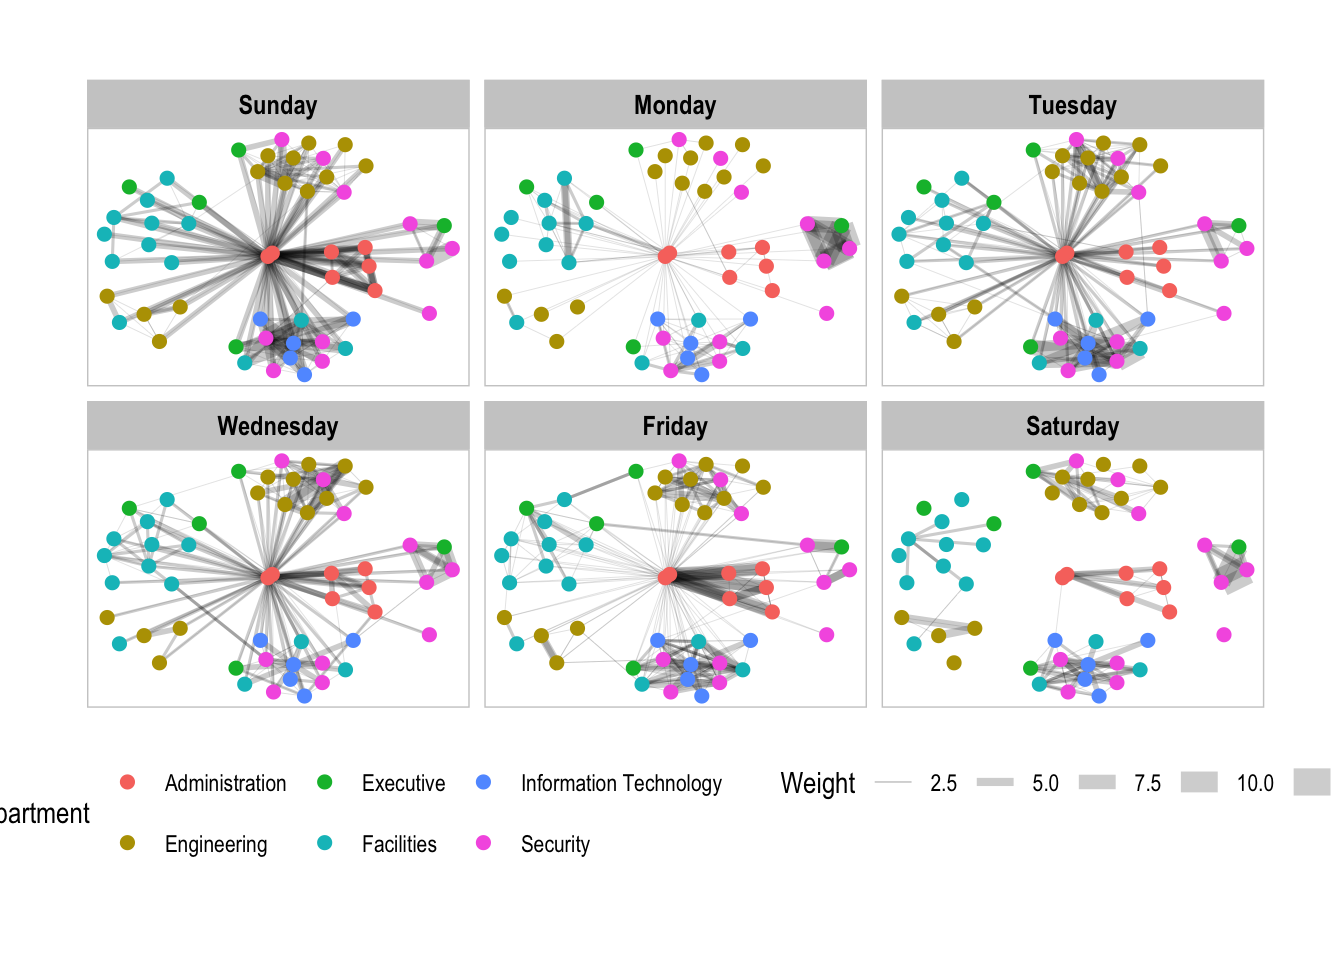 Sunday
Monday
Tuesday
Wednesday
Friday
Saturday
Administration
Executive
Information Technology
Weight
2.5
5.0
7.5
10.0
partment
Engineering
Facilities
Security